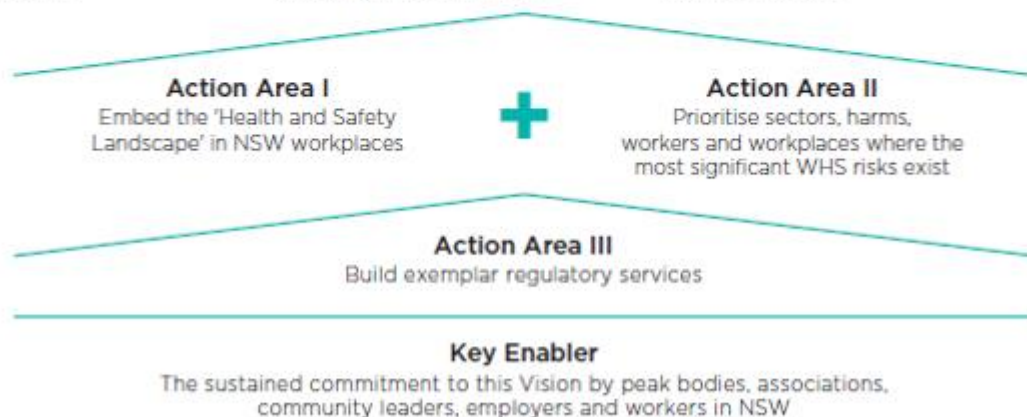 Action Area I
Embed the 'Health and Safety
Landscape' in NSW workplaces
Action Area II
Prioritise sectors, harms,
workers and workplaces where the
most significant WHS risks exist
Action Area III
Build exemplar regulatory services
Key Enabler
The sustained commitment to this Vision by peak bodies, associations,
community leaders, employers and workers in NSW